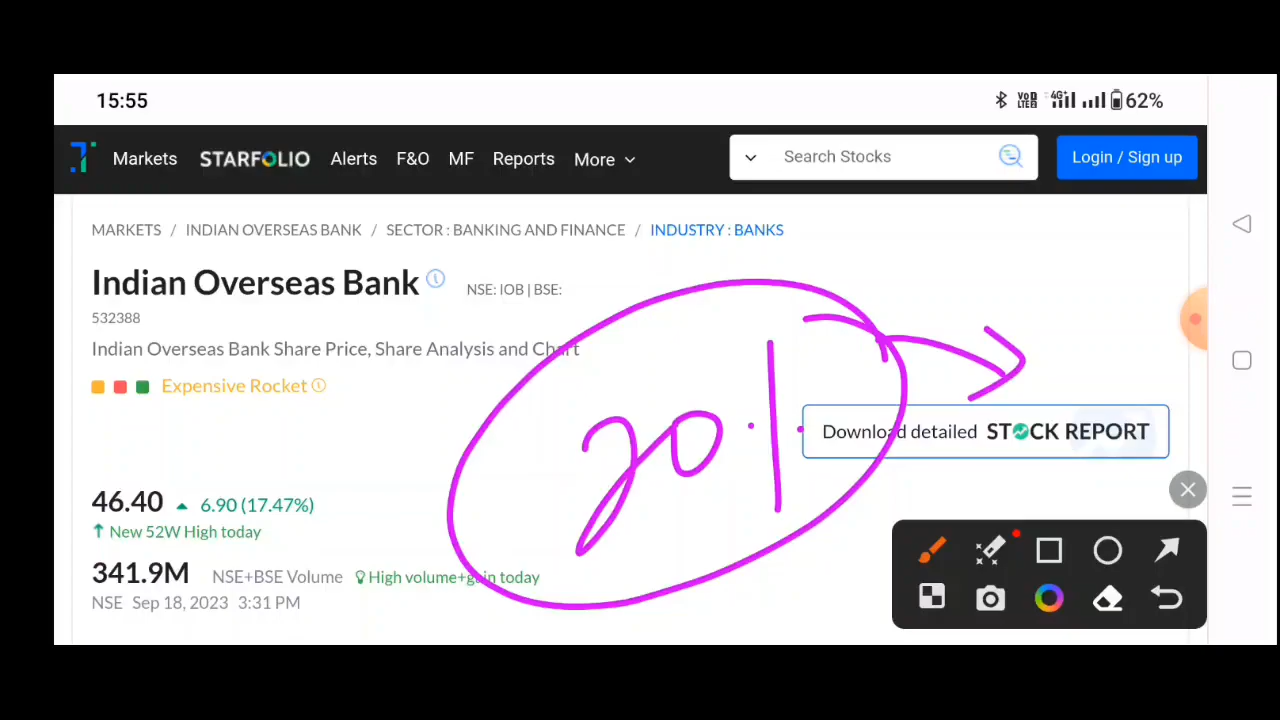 15:55 VoD LTE2 4G+ 62%
Markets STARFOLIO Alerts F&O MF Reports More Search Stocks Login / Sign up
MARKETS / INDIAN OVERSEAS BANK / SECTOR : BANKING AND FINANCE / INDUSTRY : BANKS
Indian Overseas Bank NSE: IOB | BSE:
532388
Indian Overseas Bank Share Price, Share Analysis and Chart
Expensive Rocket
20%
Download detailed STOCK REPORT
46.40 6.90 (17.47%)
New 52W High today
341.9M NSE+BSE Volume High volume+gain today
NSE Sep 18, 2023 3:31 PM